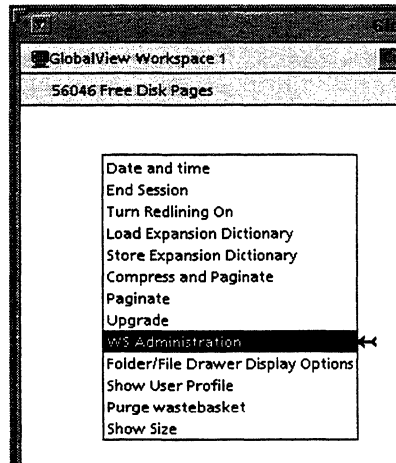 GlobalView Workspace 1
56046 Free Disk Pages
Date and time
End Session
Turn Redlining On
Load Expansion Dictionary
Store Expansion Dictionary
Compress and Paginate
Paginate
Upgrade
WS Administration
Folder/File Drawer Display Options
Show User Profile
Purge wastebasket
Show Size